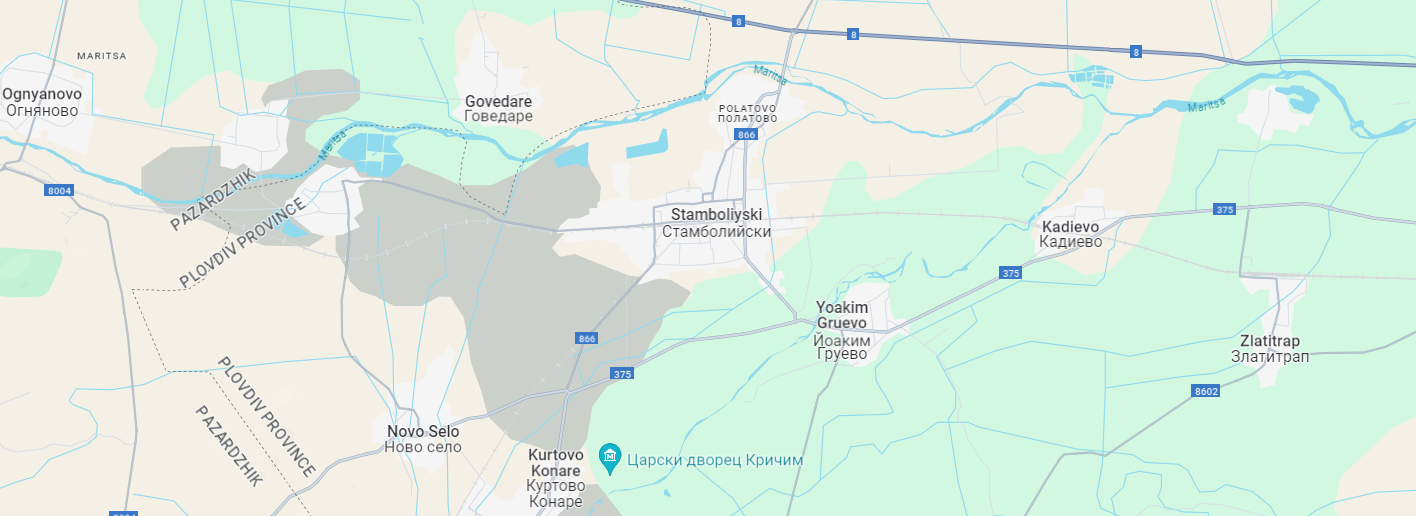 8
8
8
MARITSA
Maritsa
Ognyanovo
Огняново
Govedare
Говедаре
POLATOVO
ПОЛАТОВО
Maritsa
866
Maritsa
8004
PAZARDZHIK
PLOVDIV PROVINCE
Stamboliyski
Стамболийски
375
Kadievo
Кадиево
375
Yoakim
Gruevo
Йоаким
Груево
866
Zlatitrap
Златитрап
375
8602
PLOVDIV PROVINCE
PAZARDZHIK
Novo Selo
Ново село
Kurtovo
Konare
Куртово
Конаре
Царски дворец Кричим